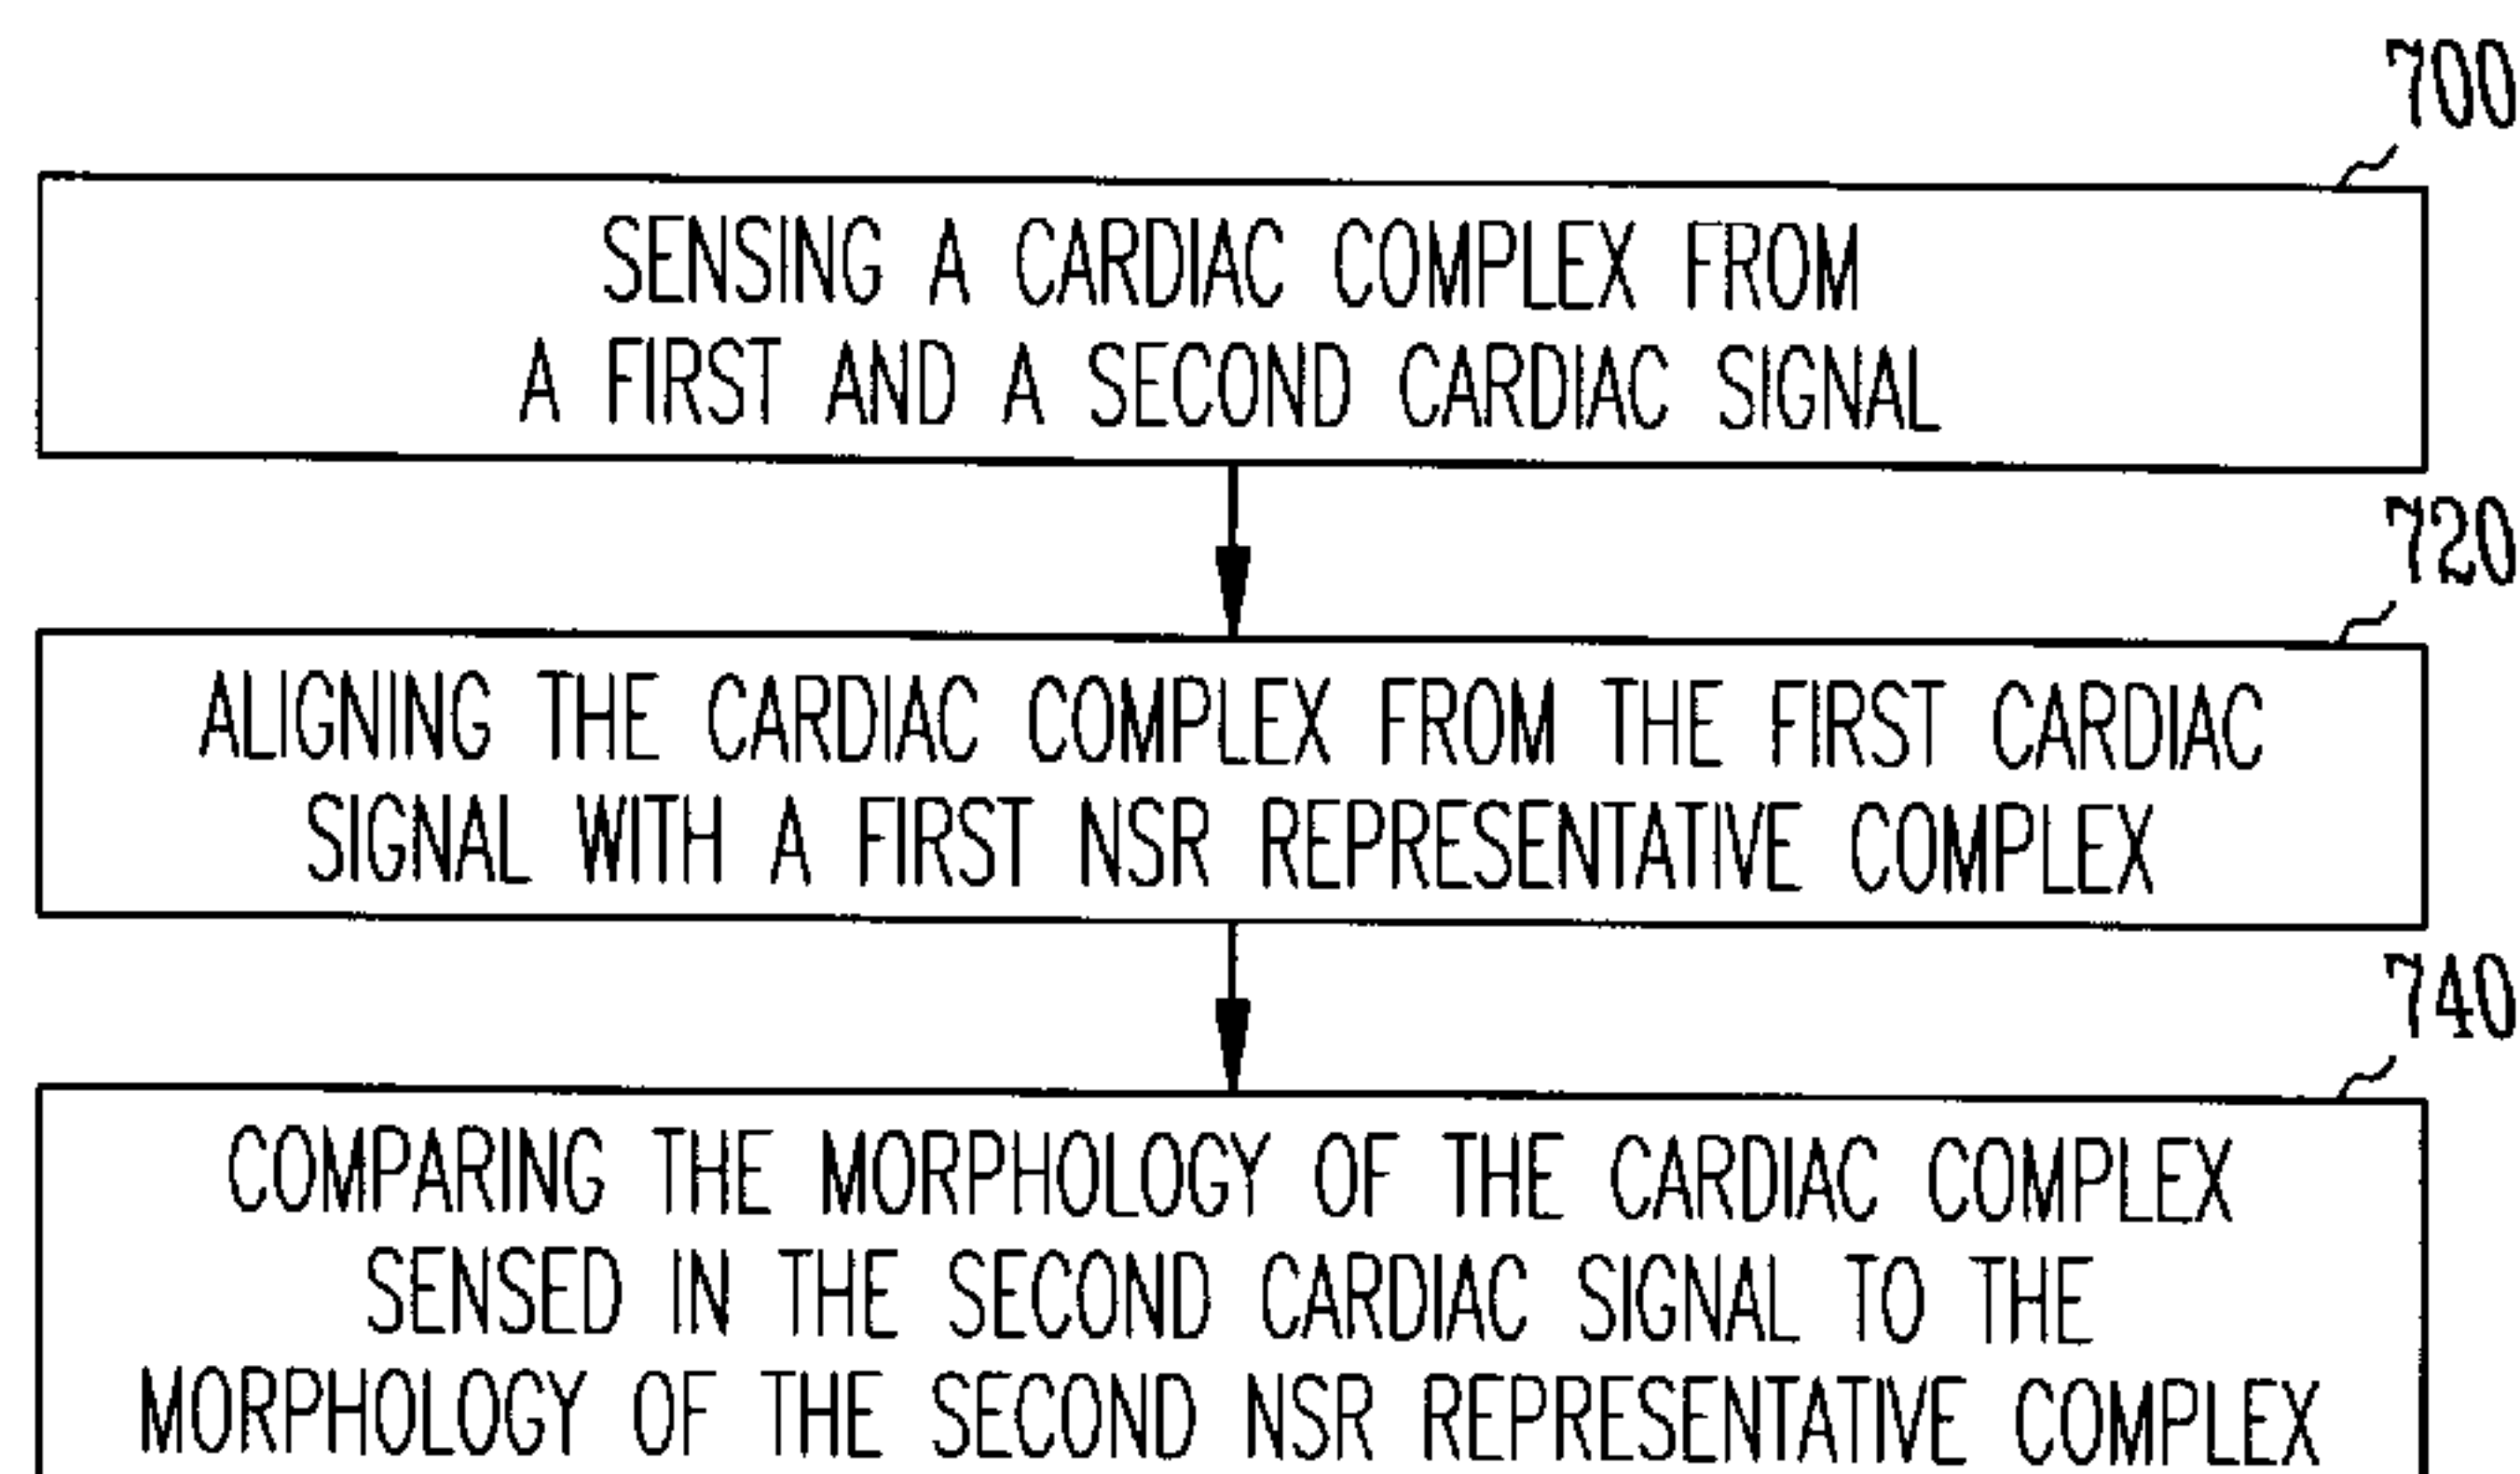 700
SENSING A CARDIAC COMPLEX FROM
A FIRST AND A SECOND CARDIAC SIGNAL
720
ALIGNING THE CARDIAC COMPLEX FROM THE FIRST CARDIAC
SIGNAL WITH A FIRST NSR REPRESENTATIVE COMPLEX
740
COMPARING THE MORPHOLOGY OF THE CARDIAC COMPLEX
SENSED IN THE SECOND CARDIAC SIGNAL TO THE
MORPHOLOGY OF THE SECOND NSR REPRESENTATIVE COMPLEX